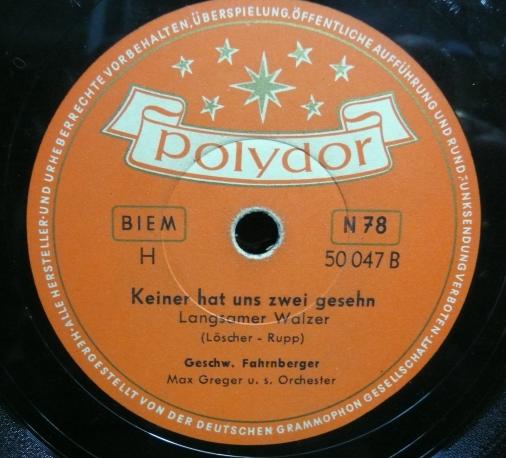 ALLE HERSTELLER- UND URHEBERRECHTE VORBEHALTEN. ÜBERSPIELUNG, ÖFFENTLICHE AUFFÜHRUNG UND RUNDFUNKSENDUNG VERBOTEN.
polydor
BIEM N 78
H 50 047 B
Keiner hat uns zwei gesehn
Langsamer Walzer
(Löscher - Rupp)
Geschw. Fahrnberger
Max Greger u. s. Orchester
HERGESTELLT VON DER DEUTSCHEN GRAMMOPHON GESELLSCHAFT